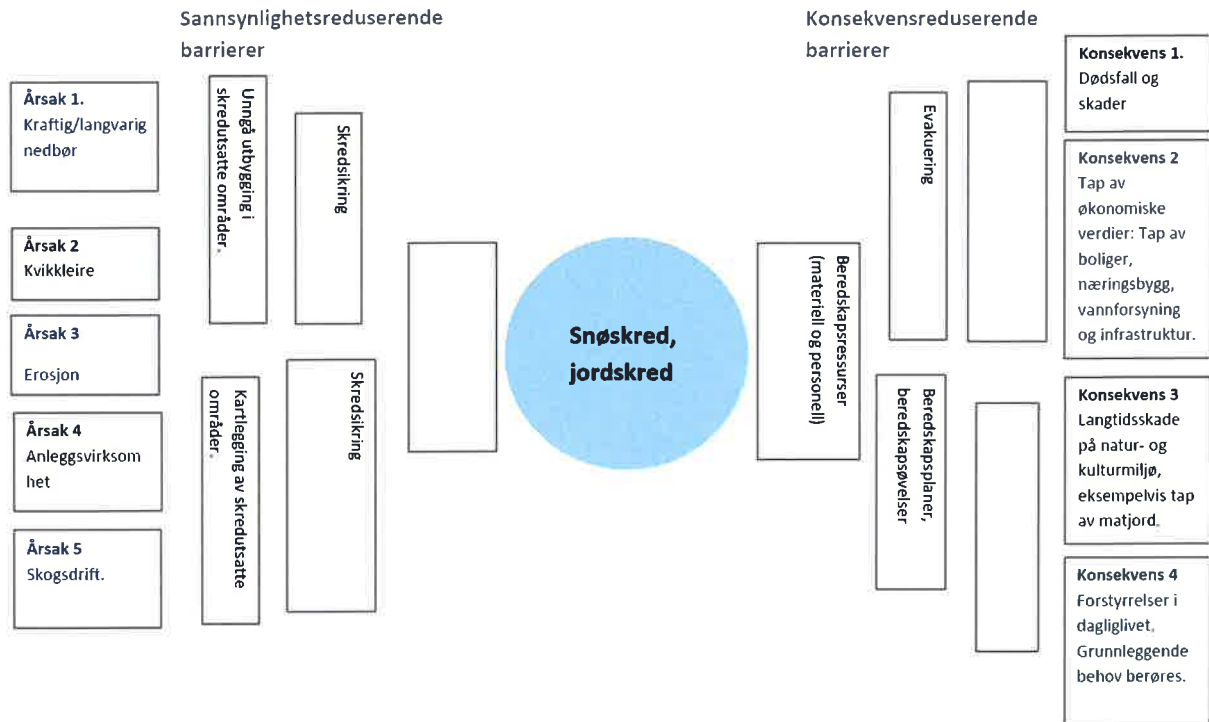 Sannsynlighetsreduserende
barrierer
Konsekvensreduserende
barrierer
Årsak 1.
Kraftig/langvarig
nedbør
Årsak 2
Kvikkleire
Årsak 3
Erosjon
Årsak 4
Anleggsvirksom
het
Årsak 5
Skogsdrift.
Unngå utbygging i
skredutsatte områder.
Skredsikring
Kartlegging av skredutsatte
områder.
Skredsikring
Snøskred,
jordskred
Beredskapsressurser
(materiell og personell)
Evakuering
Beredskapsplaner,
beredskapsøvelser
Konsekvens 1.
Dødsfall og
skader
Konsekvens 2
Tap av
økonomiske
verdier: Tap av
boliger,
næringsbygg,
vannforsyning
og infrastruktur.
Konsekvens 3
Langtidsskade
på natur- og
kulturmiljø,
eksempelvis tap
av matjord.
Konsekvens 4
Forstyrrelser i
dagliglivet.
Grunnleggende
behov berøres.